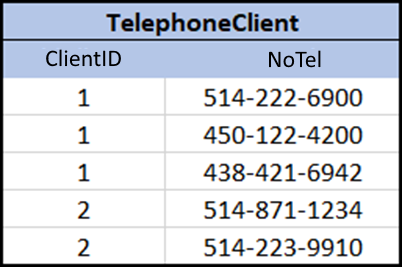 TelephoneClient
ClientID NoTel
1 514-222-6900
1 450-122-4200
1 438-421-6942
2 514-871-1234
2 514-223-9910